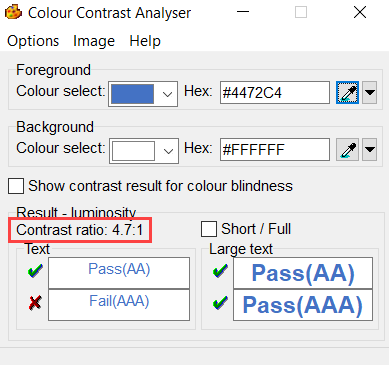 Colour Contrast Analyser
Options Image Help
Foreground
Colour select: Hex: #4472C4
Background
Colour select: Hex: #FFFFFF
Show contrast result for colour blindness
Result - luminosity
Contrast ratio: 4.7:1 Short / Full
Text Large text
Pass(AA) Pass(AA)
Fail(AAA) Pass(AAA)